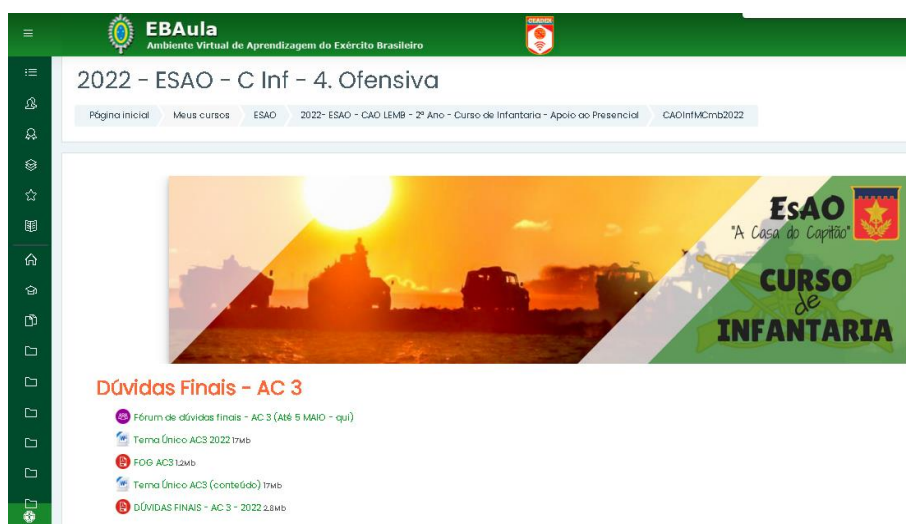 EBAula
CEADEX
Ambiente Virtual de Aprendizagem do Exército Brasileiro
2022 - ESAO - C Inf - 4. Ofensiva
Página inicial Meus cursos ESAO 2022- ESAO - CAO LEMB - 2º Ano - Curso de Infantaria - Apoio ao Presencial CAOInfMCmb2022
EsAO
"A Casa do Capitão"
CURSO
de
INFANTARIA
Dúvidas Finais - AC 3
Fórum de dúvidas finais - AC 3 (Até 5 MAIO - qui)
Tema Único AC3 2022 17Mb
FOG AC3 1.2Mb
Tema Único AC3 (conteúdo) 17Mb
DÚVIDAS FINAIS - AC 3 - 2022 2.8Mb